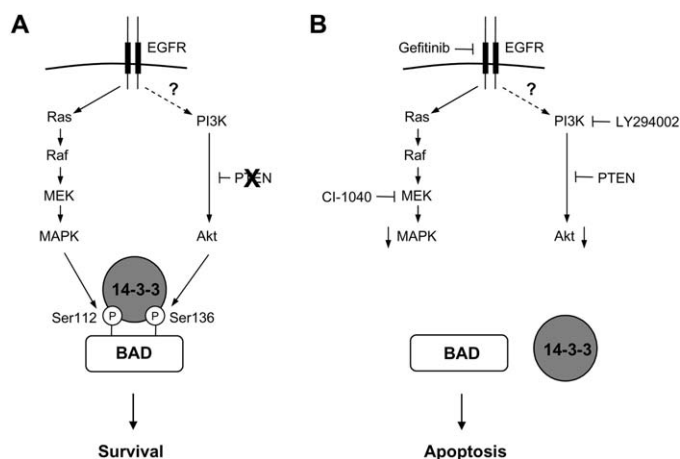 A
EGFR
?
Ras
PI3K
Raf
PTEN
MEK
MAPK
Akt
14-3-3
Ser112
P
P
Ser136
BAD
Survival
B
Gefitinib
EGFR
?
Ras
PI3K
LY294002
Raf
CI-1040
MEK
PTEN
MAPK
Akt
BAD
14-3-3
Apoptosis